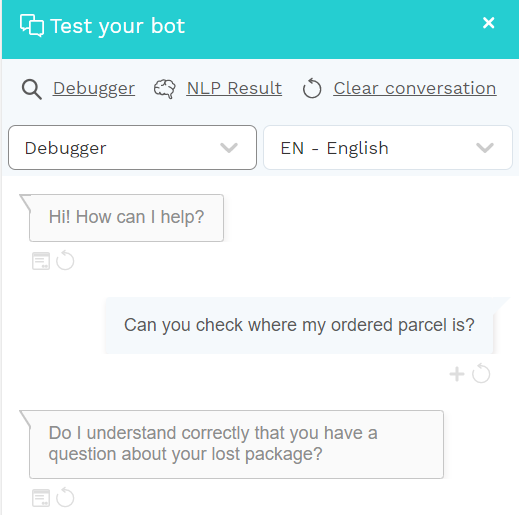 Test your bot
Debugger NLP Result Clear conversation
Debugger EN - English
Hi! How can I help?
Can you check where my ordered parcel is?
Do I understand correctly that you have a
question about your lost package?